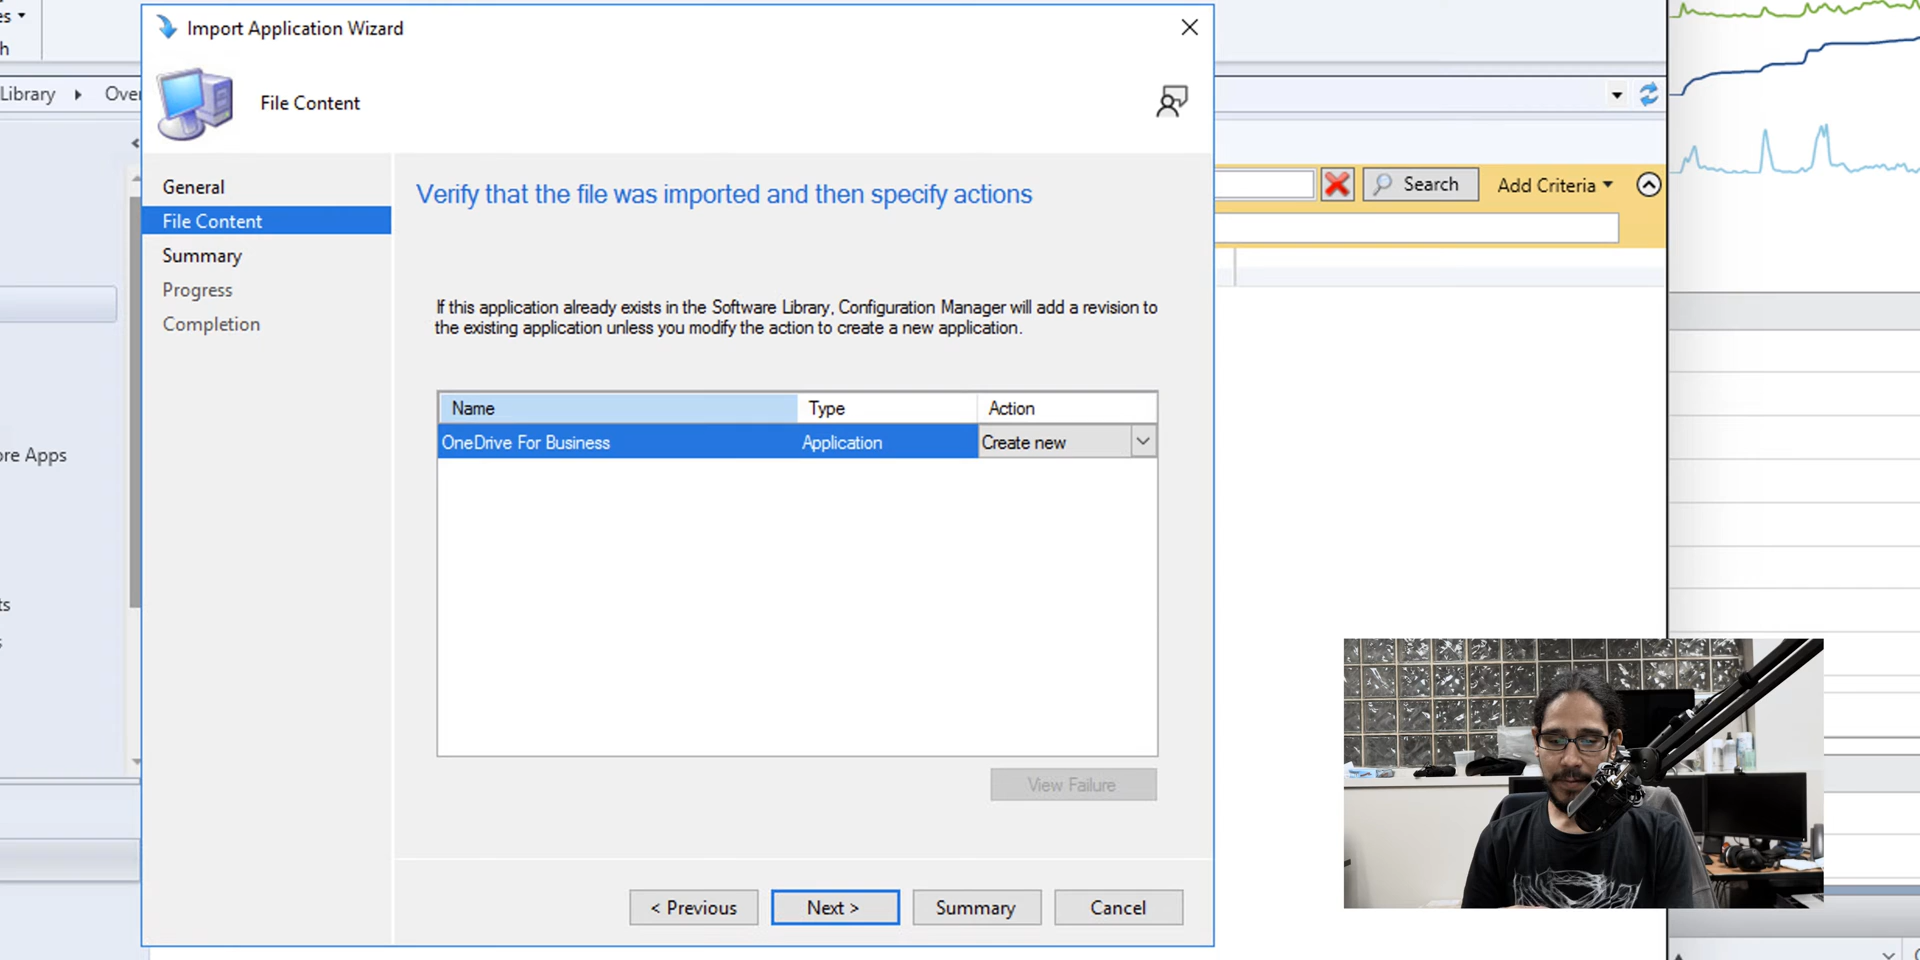 Import Application Wizard
File Content
Library
General
File Content
Summary
Progress
Completion
Verify that the file was imported and then specify actions
If this application already exists in the Software Library, Configuration Manager will add a revision to
the existing application unless you modify the action to create a new application.
Name Type Action
OneDrive For Business Application Create new
View Failure
< Previous Next > Summary Cancel
Search Add Criteria
ore Apps